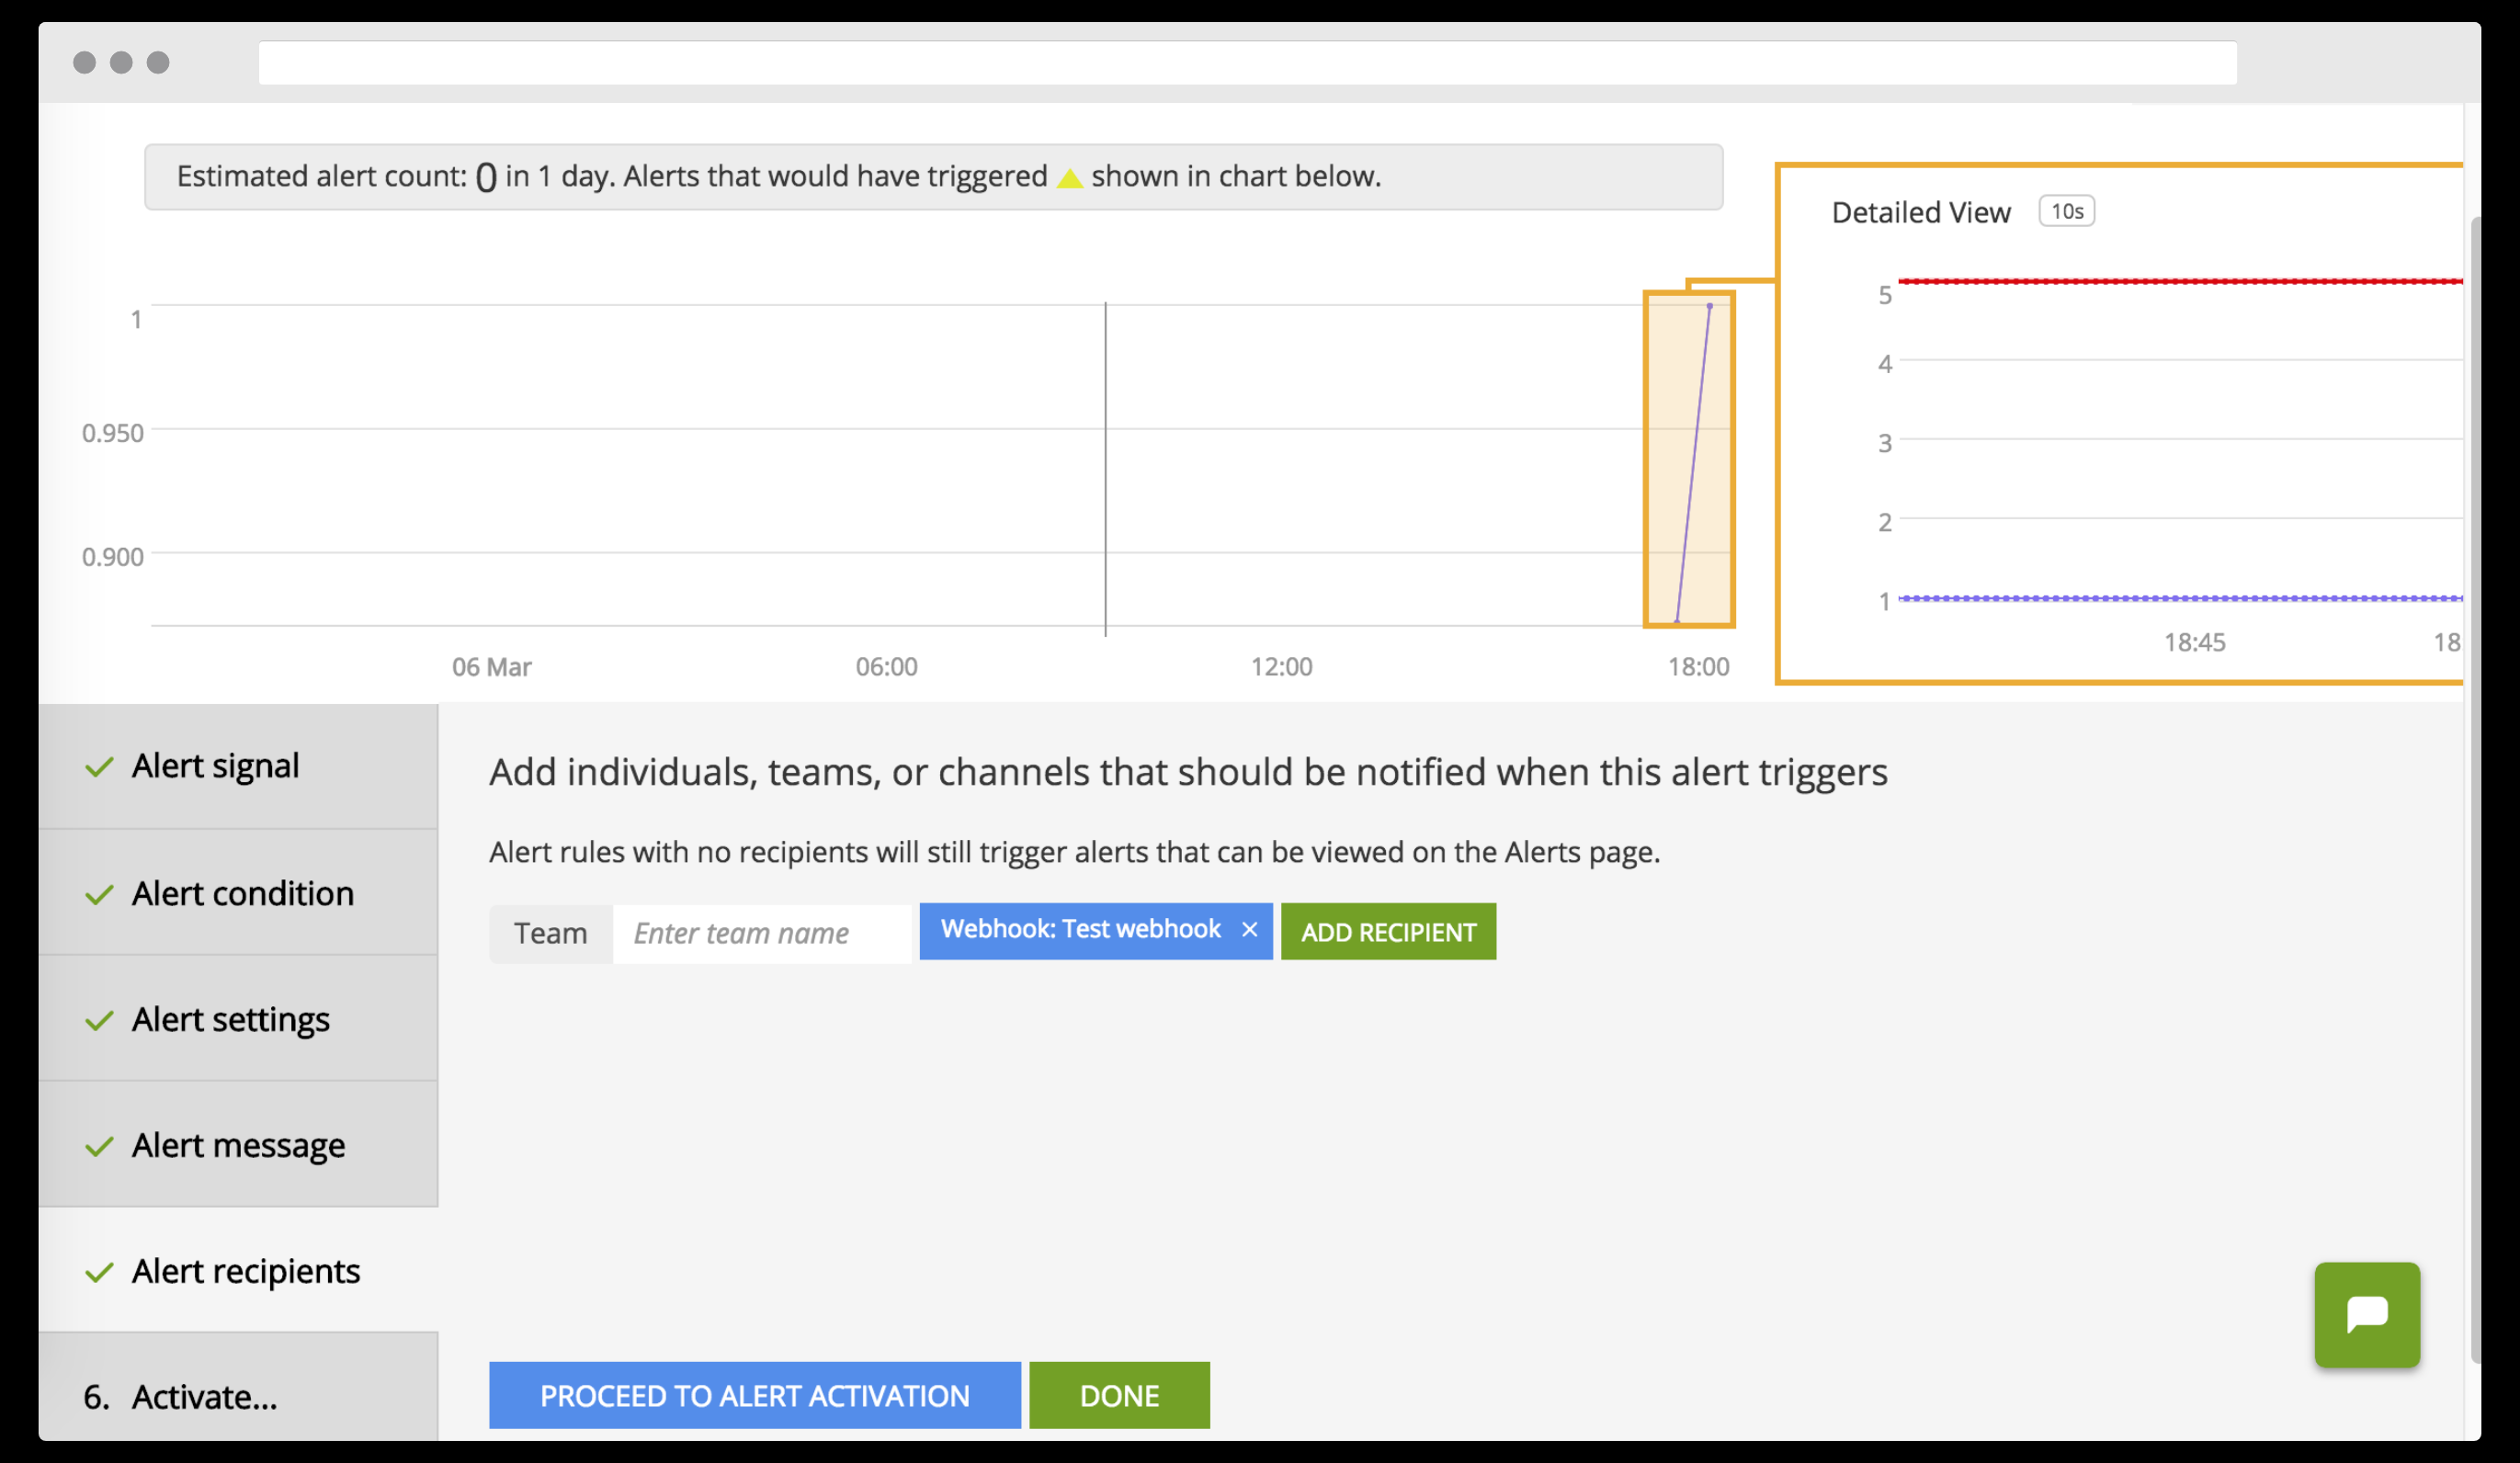 Estimated alert count: 0 in 1 day. Alerts that would have triggered shown in chart below.
Detailed View 10s
1
0.950
0.900
06 Mar 06:00 12:00 18:00
5
4
3
2
1
18:45 18
Alert signal
Alert condition
Alert settings
Alert message
Alert recipients
6. Activate...
Add individuals, teams, or channels that should be notified when this alert triggers
Alert rules with no recipients will still trigger alerts that can be viewed on the Alerts page.
Team Enter team name Webhook: Test webhook × ADD RECIPIENT
PROCEED TO ALERT ACTIVATION DONE